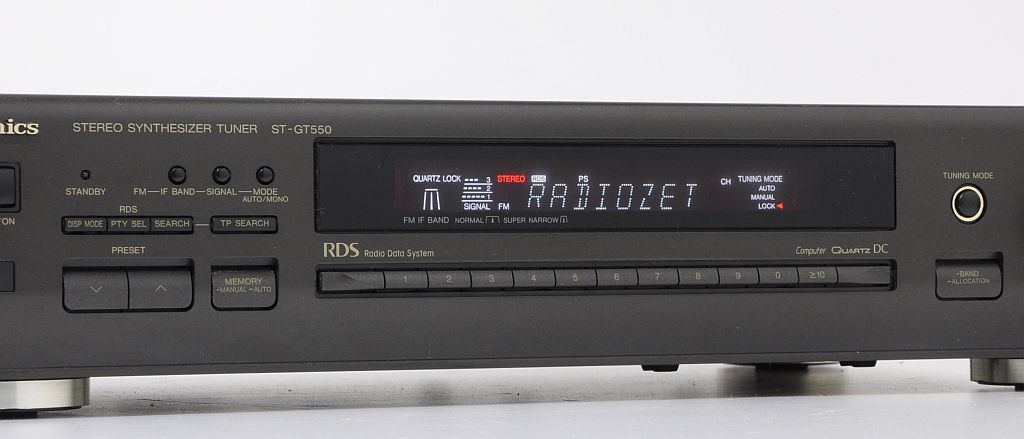 nics STEREO SYNTHESIZER TUNER ST-GT550
STANDBY
FM IF BAND SIGNAL MODE
AUTO/MONO
/ON
RDS
DISP MODE PTY SEL SEARCH TP SEARCH
PRESET
MEMORY
•MANUAL –AUTO
QUARTZ LOCK 3 STEREO RDS PS
2
1
SIGNAL FM RADIOZET
CH TUNING MODE
AUTO
MANUAL
LOCK
FM IF BAND NORMAL SUPER NARROW
RDS Radio Data System Computer QUARTZ DC
1 2 3 4 5 6 7 8 9 0 ≥10
TUNING MODE
•BAND
–ALLOCATION